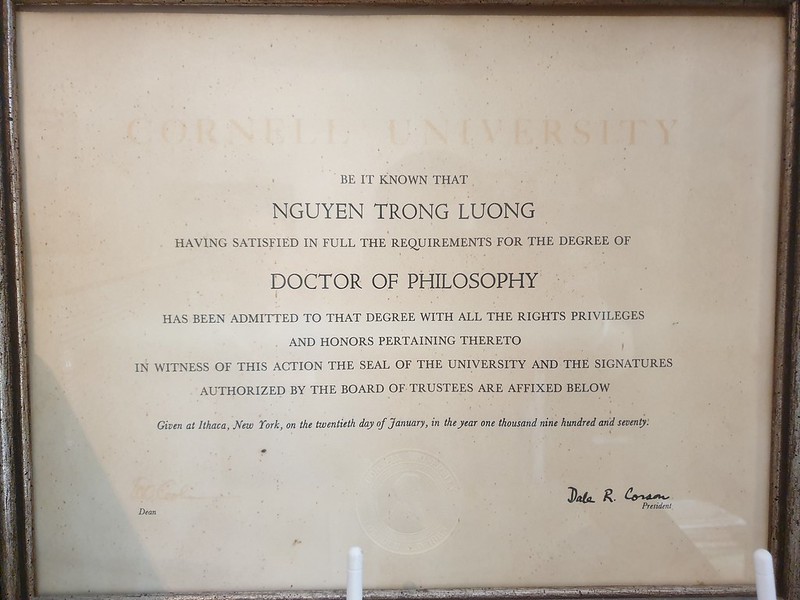 CORNELL UNIVERSITY
BE IT KNOWN THAT
NGUYEN TRONG LUONG
HAVING SATISFIED IN FULL THE REQUIREMENTS FOR THE DEGREE OF
DOCTOR OF PHILOSOPHY
HAS BEEN ADMITTED TO THAT DEGREE WITH ALL THE RIGHTS PRIVILEGES
AND HONORS PERTAINING THERETO
IN WITNESS OF THIS ACTION THE SEAL OF THE UNIVERSITY AND THE SIGNATURES
AUTHORIZED BY THE BOARD OF TRUSTEES ARE AFFIXED BELOW
Given at Ithaca, New York, on the twentieth day of January, in the year one thousand nine hundred and seventy.
Dale R. Corson
Dean
President